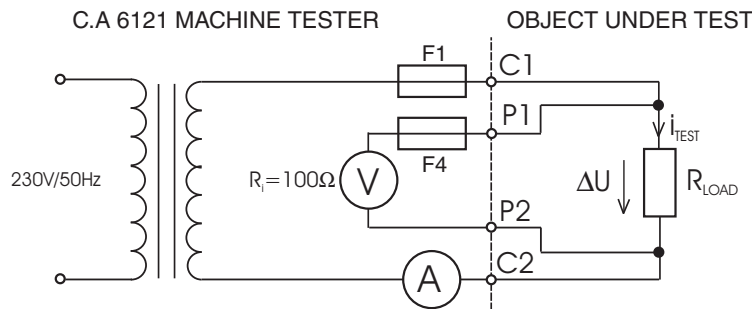 C.A 6121 MACHINE TESTER
OBJECT UNDER TEST
F1
C1
P1
F4
iTEST
230V/50Hz
Ri=100Ω
V
ΔU
RLOAD
P2
C2
A